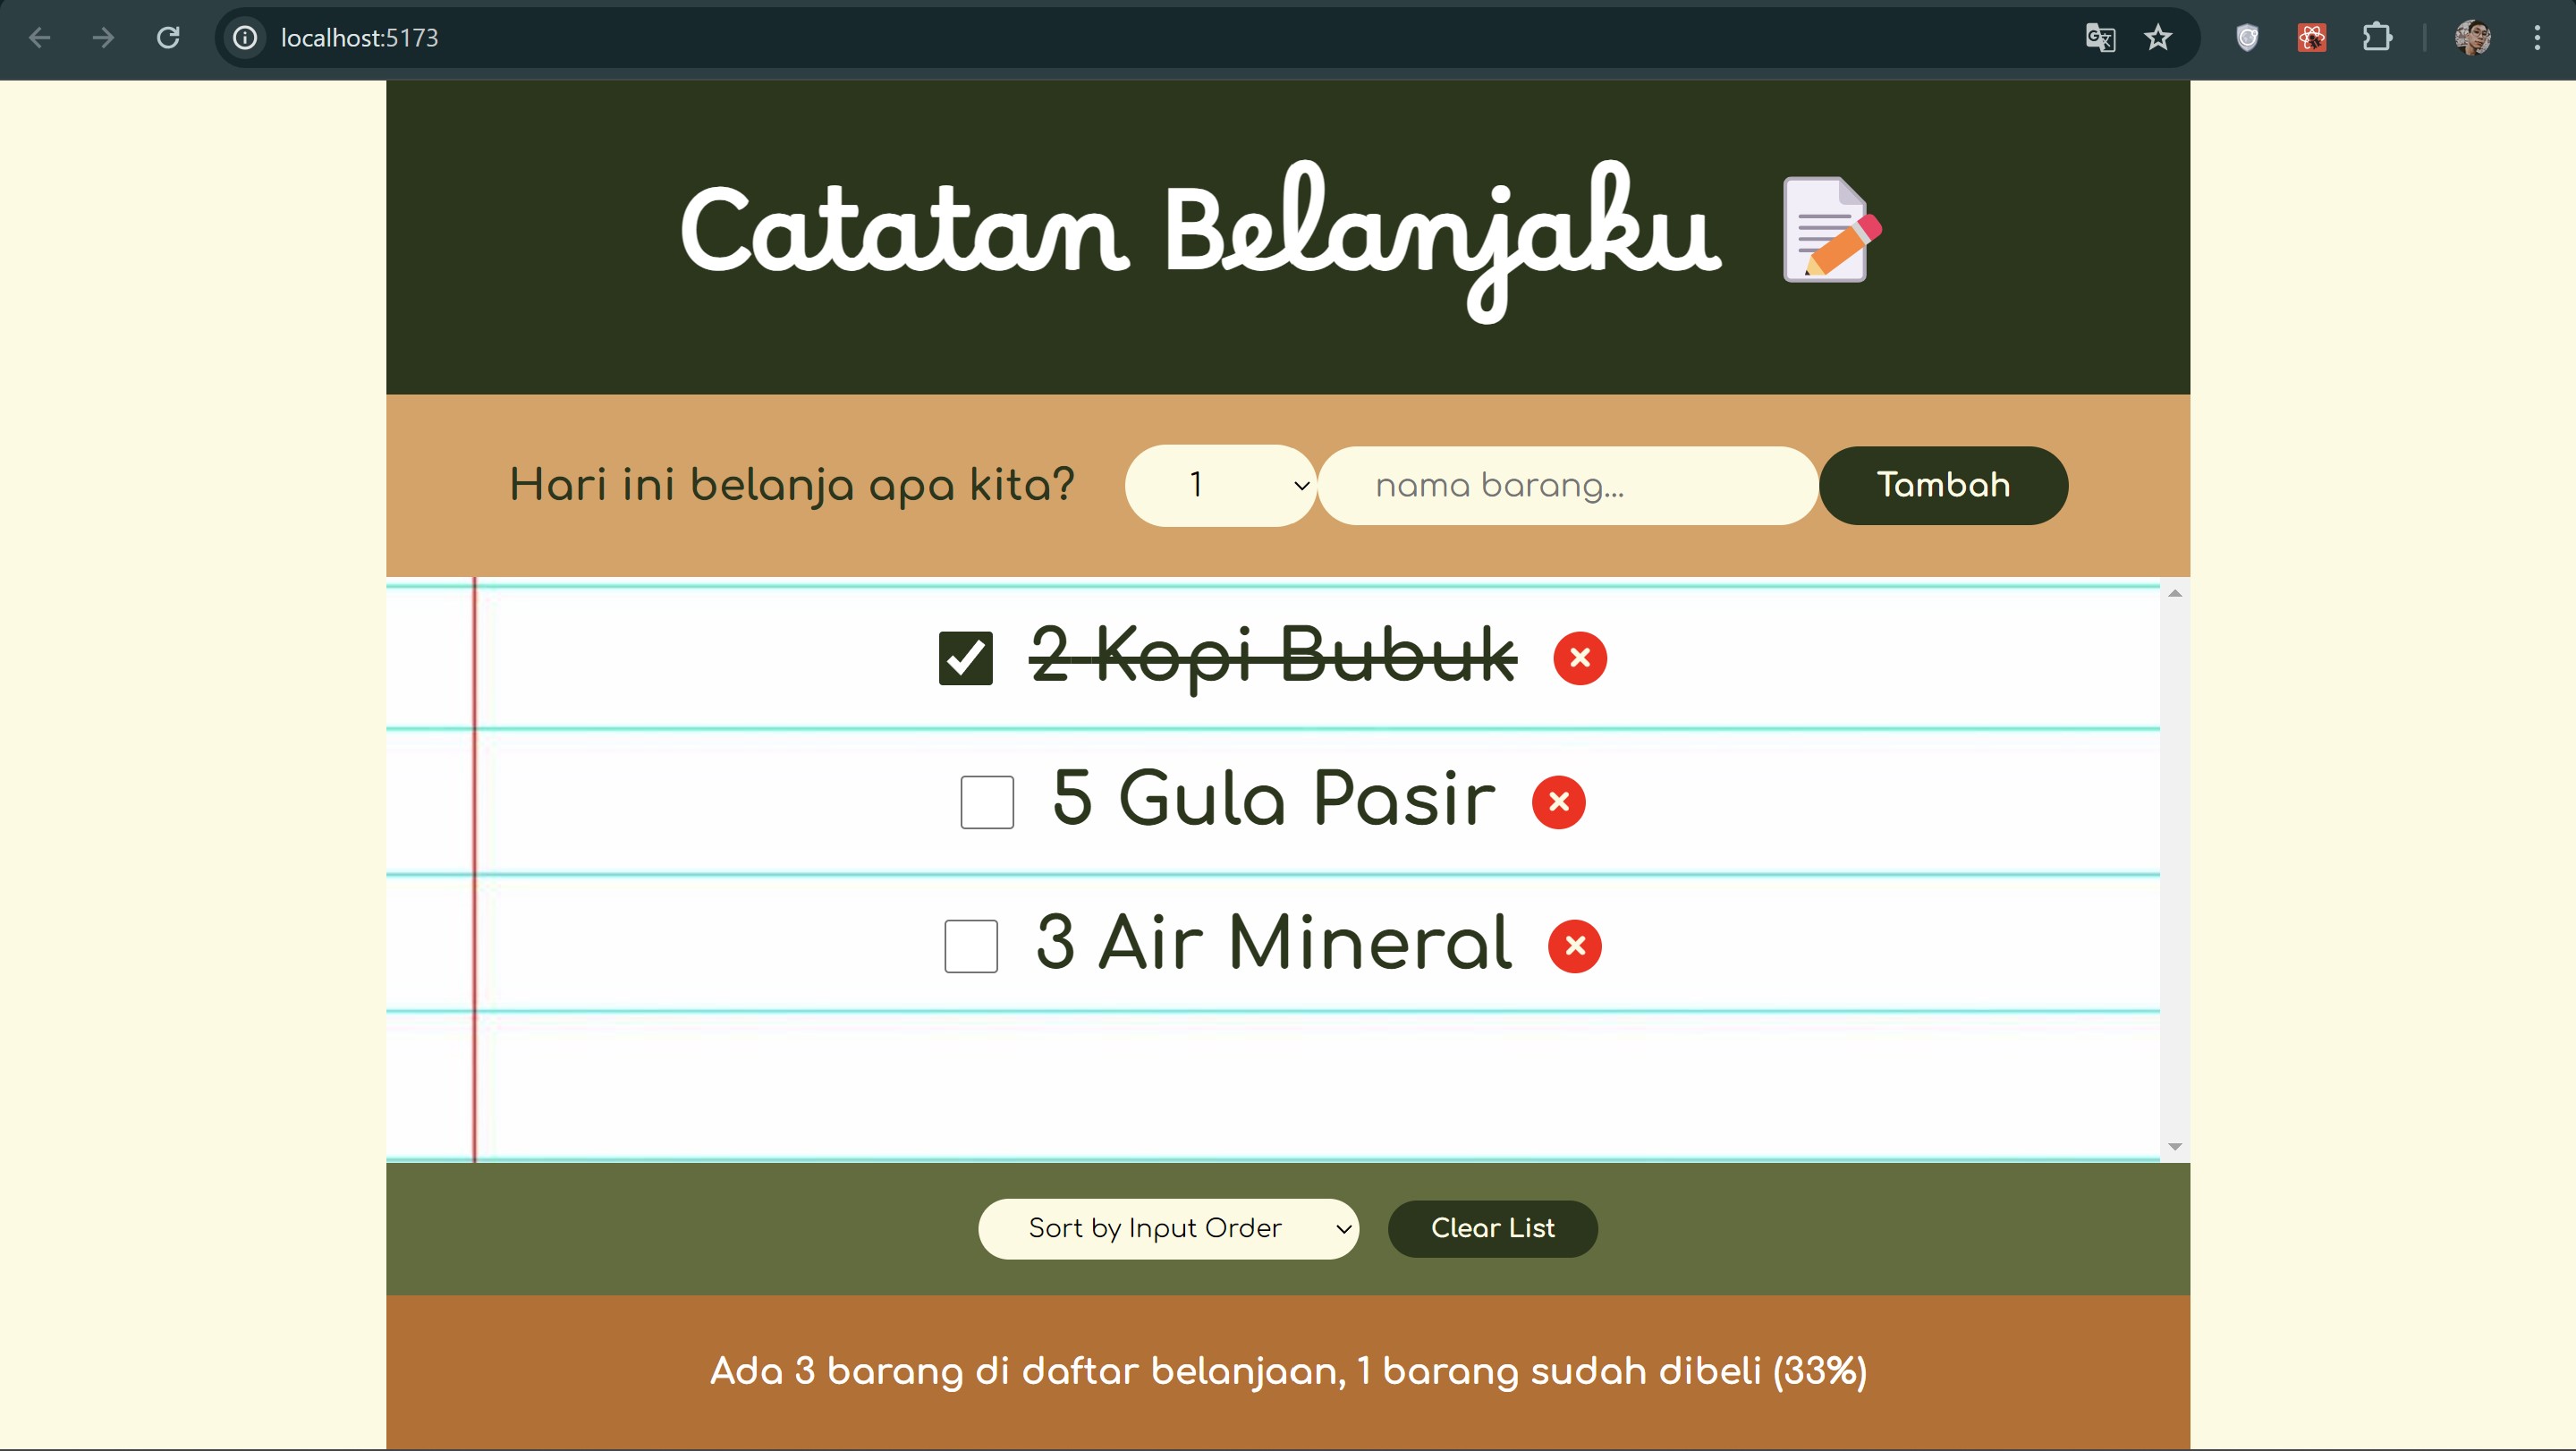 localhost:5173
Catatan Belanjaku
Hari ini belanja apa kita? 1 nama barang... Tambah
2 Kopi Bubuk
5 Gula Pasir
3 Air Mineral
Sort by Input Order Clear List
Ada 3 barang di daftar belanjaan, 1 barang sudah dibeli (33%)